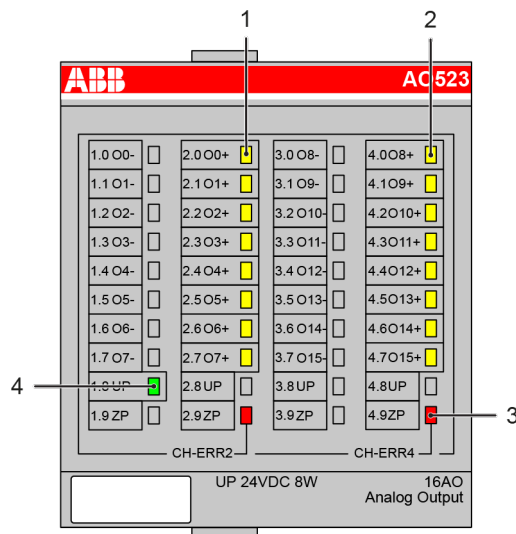 1 2
ABB AO523
1.0 O0- 2.0 O0+ 3.0 O8- 4.0 O8+
1.1 O1- 2.1 O1+ 3.1 O9- 4.1 O9+
1.2 O2- 2.2 O2+ 3.2 O10- 4.2 O10+
1.3 O3- 2.3 O3+ 3.3 O11- 4.3 O11+
1.4 O4- 2.4 O4+ 3.4 O12- 4.4 O12+
1.5 O5- 2.5 O5+ 3.5 O13- 4.5 O13+
1.6 O6- 2.6 O6+ 3.6 O14- 4.6 O14+
1.7 O7- 2.7 O7+ 3.7 O15- 4.7 O15+
4 1.8 UP 2.8 UP 3.8 UP 4.8 UP
1.9 ZP 2.9 ZP 3.9 ZP 4.9 ZP 3
CH-ERR2 CH-ERR4
UP 24VDC 8W 16AO
Analog Output